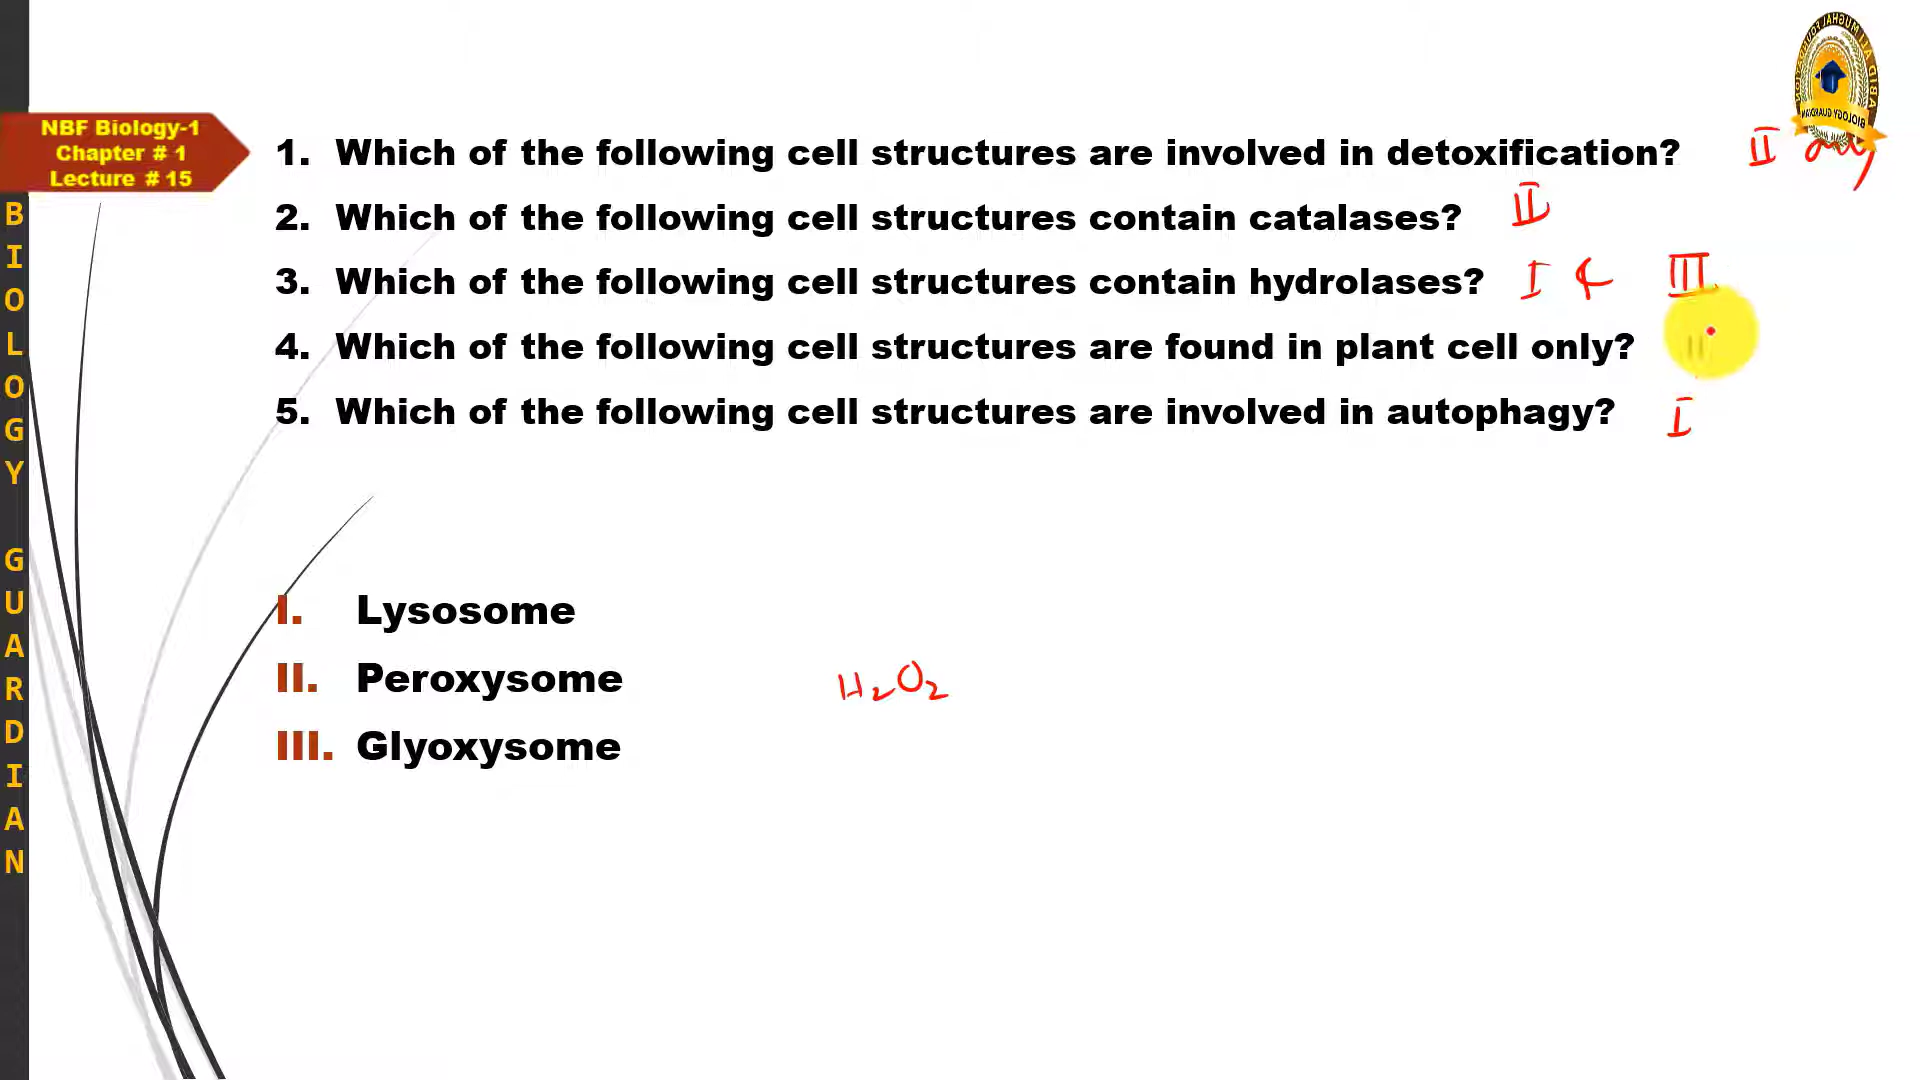 NBF Biology-1
Chapter # 1
Lecture # 15
BIOLOGY GUARDIAN
1. Which of the following cell structures are involved in detoxification? II only
2. Which of the following cell structures contain catalases? II
3. Which of the following cell structures contain hydrolases? I & III
4. Which of the following cell structures are found in plant cell only?
5. Which of the following cell structures are involved in autophagy? I
I. Lysosome
II. Peroxysome H2O2
III. Glyoxysome